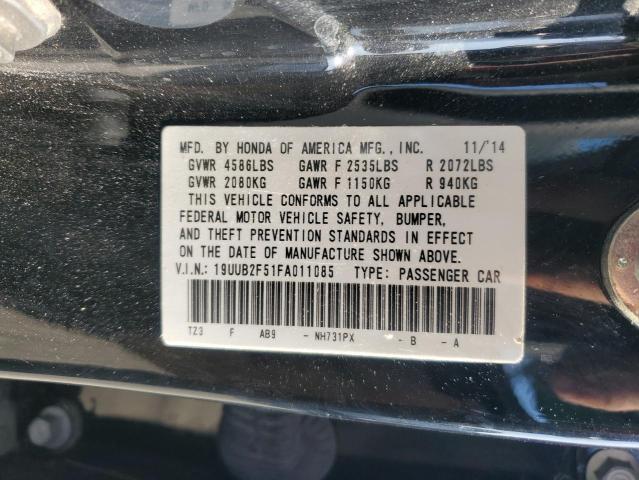 MFD. BY HONDA OF AMERICA MFG., INC. 11/'14
GVWR 4586LBS GAWR F 2535LBS R 2072LBS
GVWR 2080KG GAWR F 1150KG R 940KG
THIS VEHICLE CONFORMS TO ALL APPLICABLE
FEDERAL MOTOR VEHICLE SAFETY, BUMPER,
AND THEFT PREVENTION STANDARDS IN EFFECT
ON THE DATE OF MANUFACTURE SHOWN ABOVE.
V.I.N.: 19UUB2F51FA011085 TYPE: PASSENGER CAR
TZ3 F AB9 - NH731PX - B - A